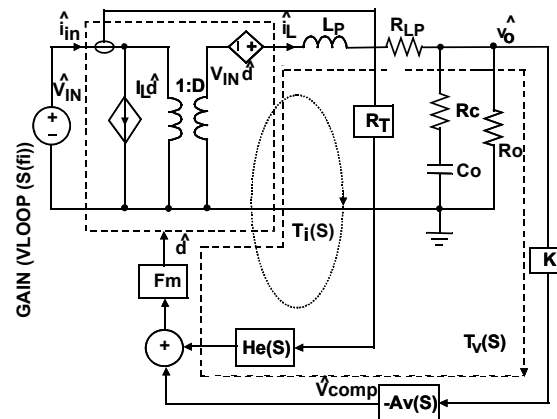 î_in
î_L
L_P
R_LP
v̂_o
V̂_IN
I_L d̂
1:D
V_IN d̂
+
R_T
Rc
Ro
Co
+
−
T_i(S)
d̂
GAIN (VLOOP (S(fi))
Fm
K
T_v(S)
+
He(S)
V̂comp
-Av(S)